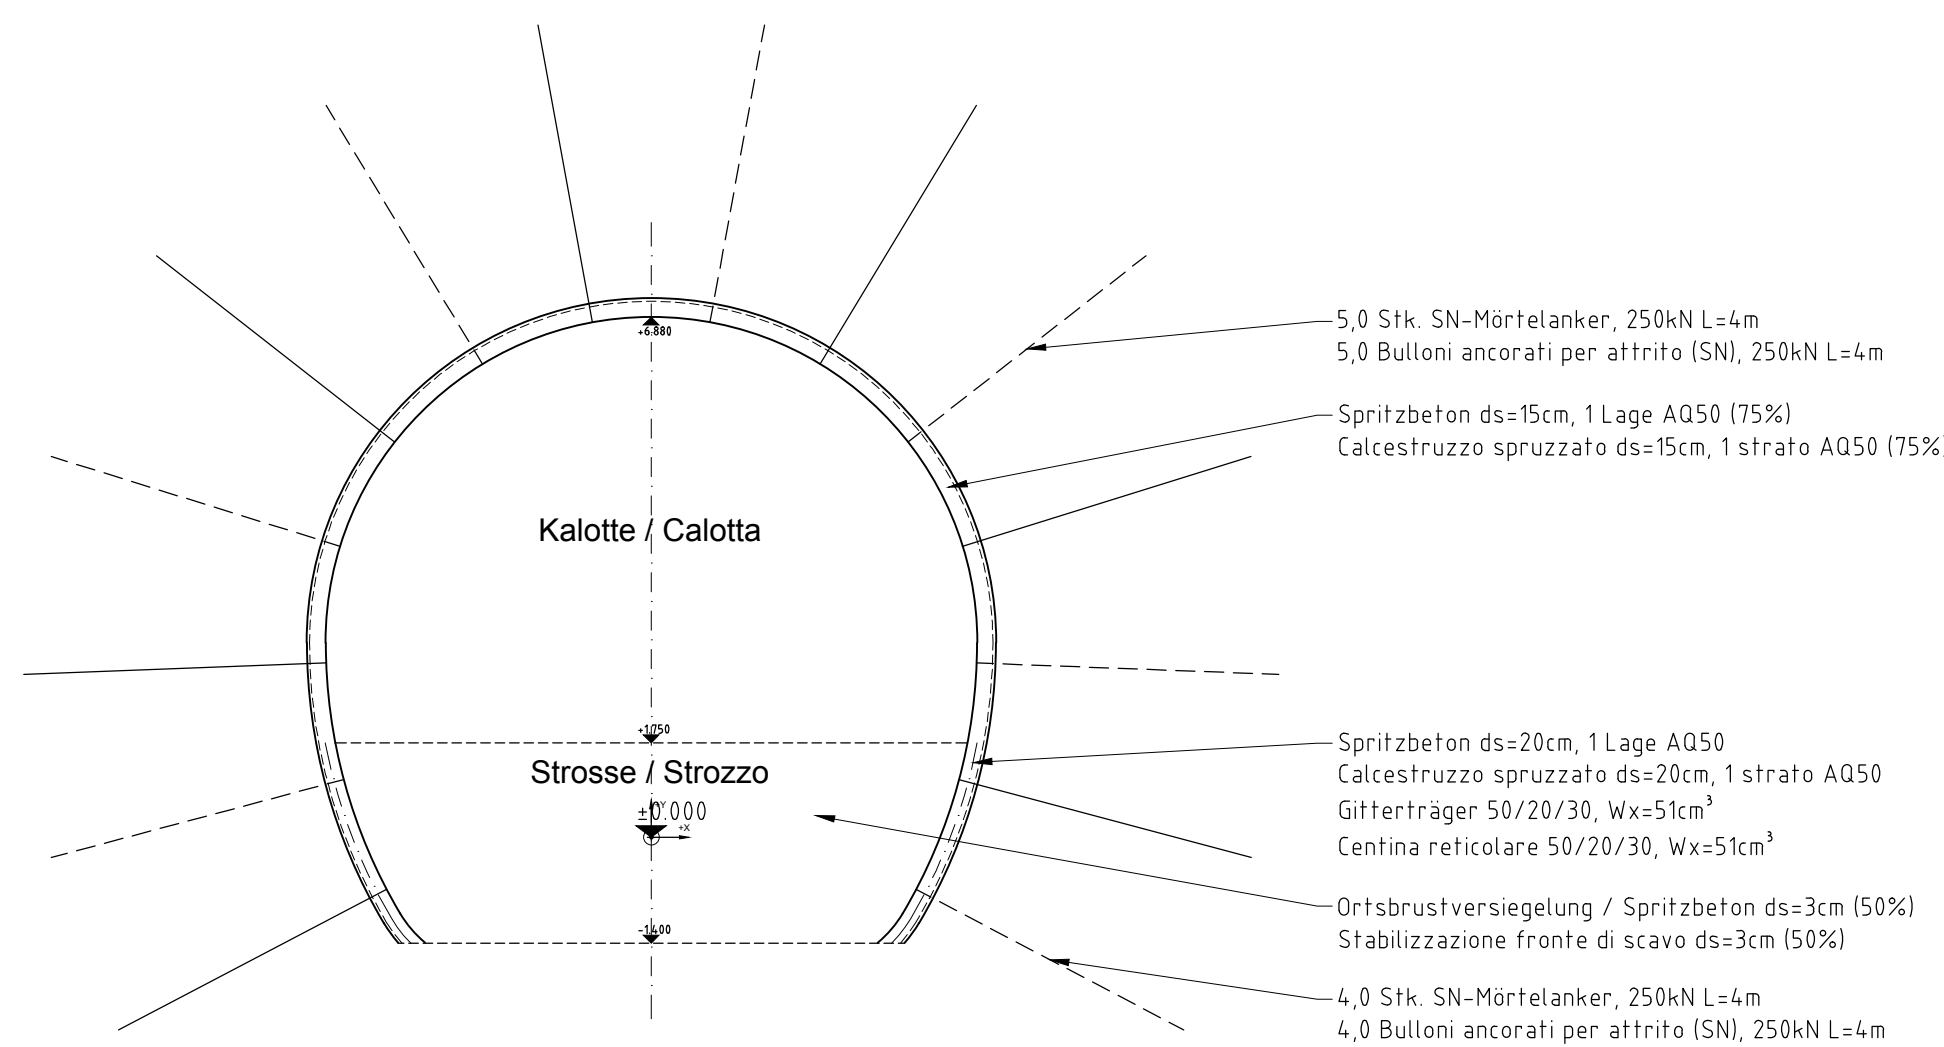 +6.880
5,0 Stk. SN-Mörtelanker, 250kN L=4m
5,0 Bulloni ancorati per attrito (SN), 250kN L=4m
Spritzbeton ds=15cm, 1 Lage AQ50 (75%)
Calcestruzzo spruzzato ds=15cm, 1 strato AQ50 (75%)
Kalotte / Calotta
+1.750
Strosse / Strozzo
+Y
±0.000
+X
Spritzbeton ds=20cm, 1 Lage AQ50
Calcestruzzo spruzzato ds=20cm, 1 strato AQ50
Gitterträger 50/20/30, Wx=51cm³
Centina reticolare 50/20/30, Wx=51cm³
Ortsbrustversiegelung / Spritzbeton ds=3cm (50%)
Stabilizzazione fronte di scavo ds=3cm (50%)
-1.400
4,0 Stk. SN-Mörtelanker, 250kN L=4m
4,0 Bulloni ancorati per attrito (SN), 250kN L=4m